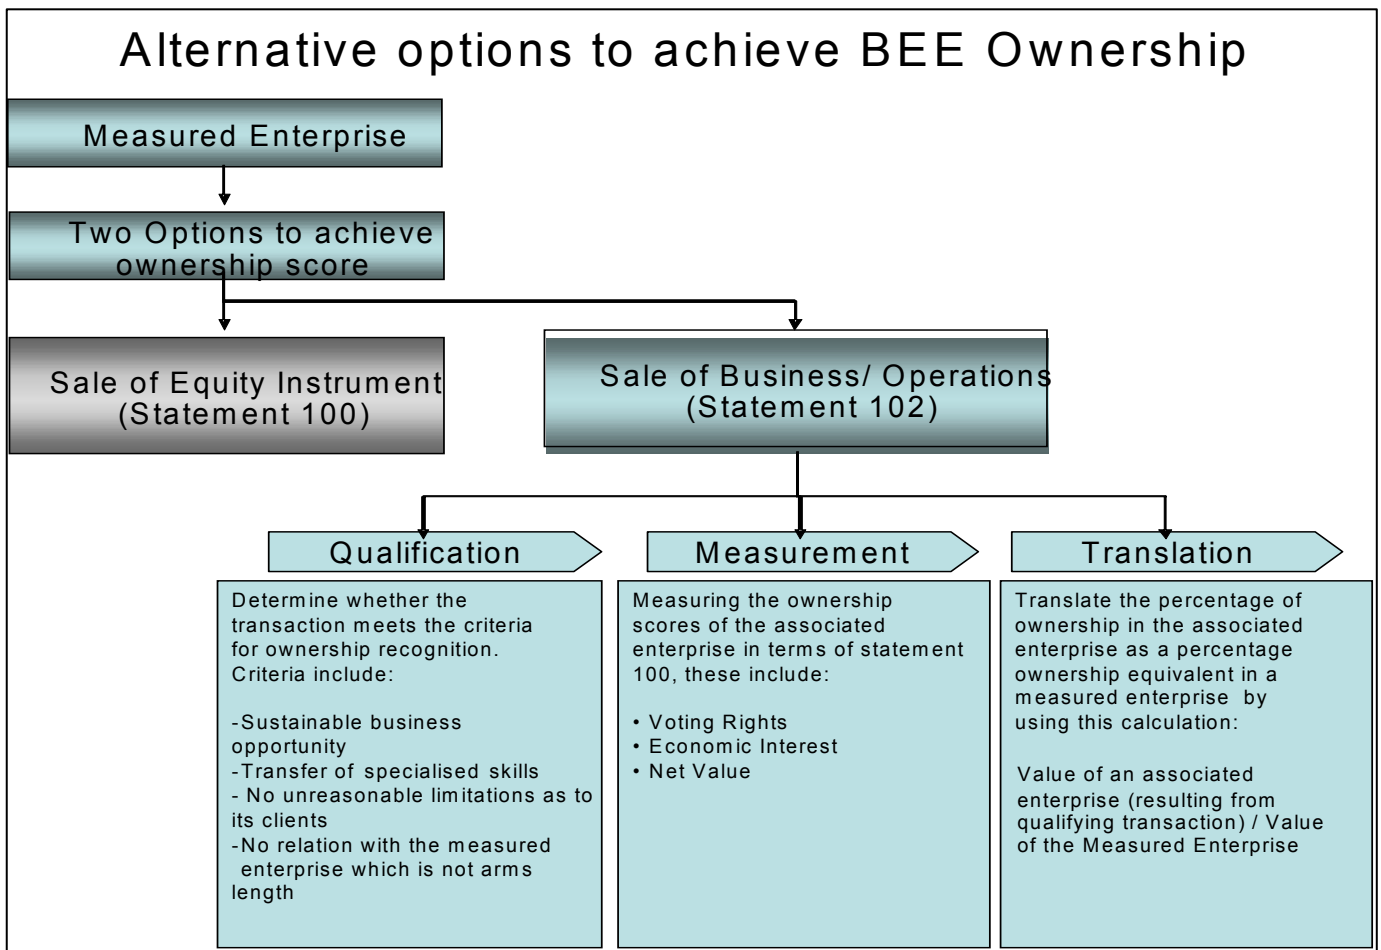 Alternative options to achieve BEE Ownership
Measured Enterprise
Two Options to achieve
ownership score
Sale of Equity Instrument
(Statement 100)
Sale of Business/ Operations
(Statement 102)
Qualification
Determine whether the
transaction meets the criteria
for ownership recognition.
Criteria include:
-Sustainable business
opportunity
-Transfer of specialised skills
- No unreasonable limitations as to
its clients
-No relation with the measured
enterprise which is not arms
length
Measurement
Measuring the ownership
scores of the associated
enterprise in terms of statement
100, these include:
• Voting Rights
• Economic Interest
• Net Value
Translation
Translate the percentage of
ownership in the associated
enterprise as a percentage
ownership equivalent in a
measured enterprise by
using this calculation:
Value of an associated
enterprise (resulting from
qualifying transaction) / Value
of the Measured Enterprise